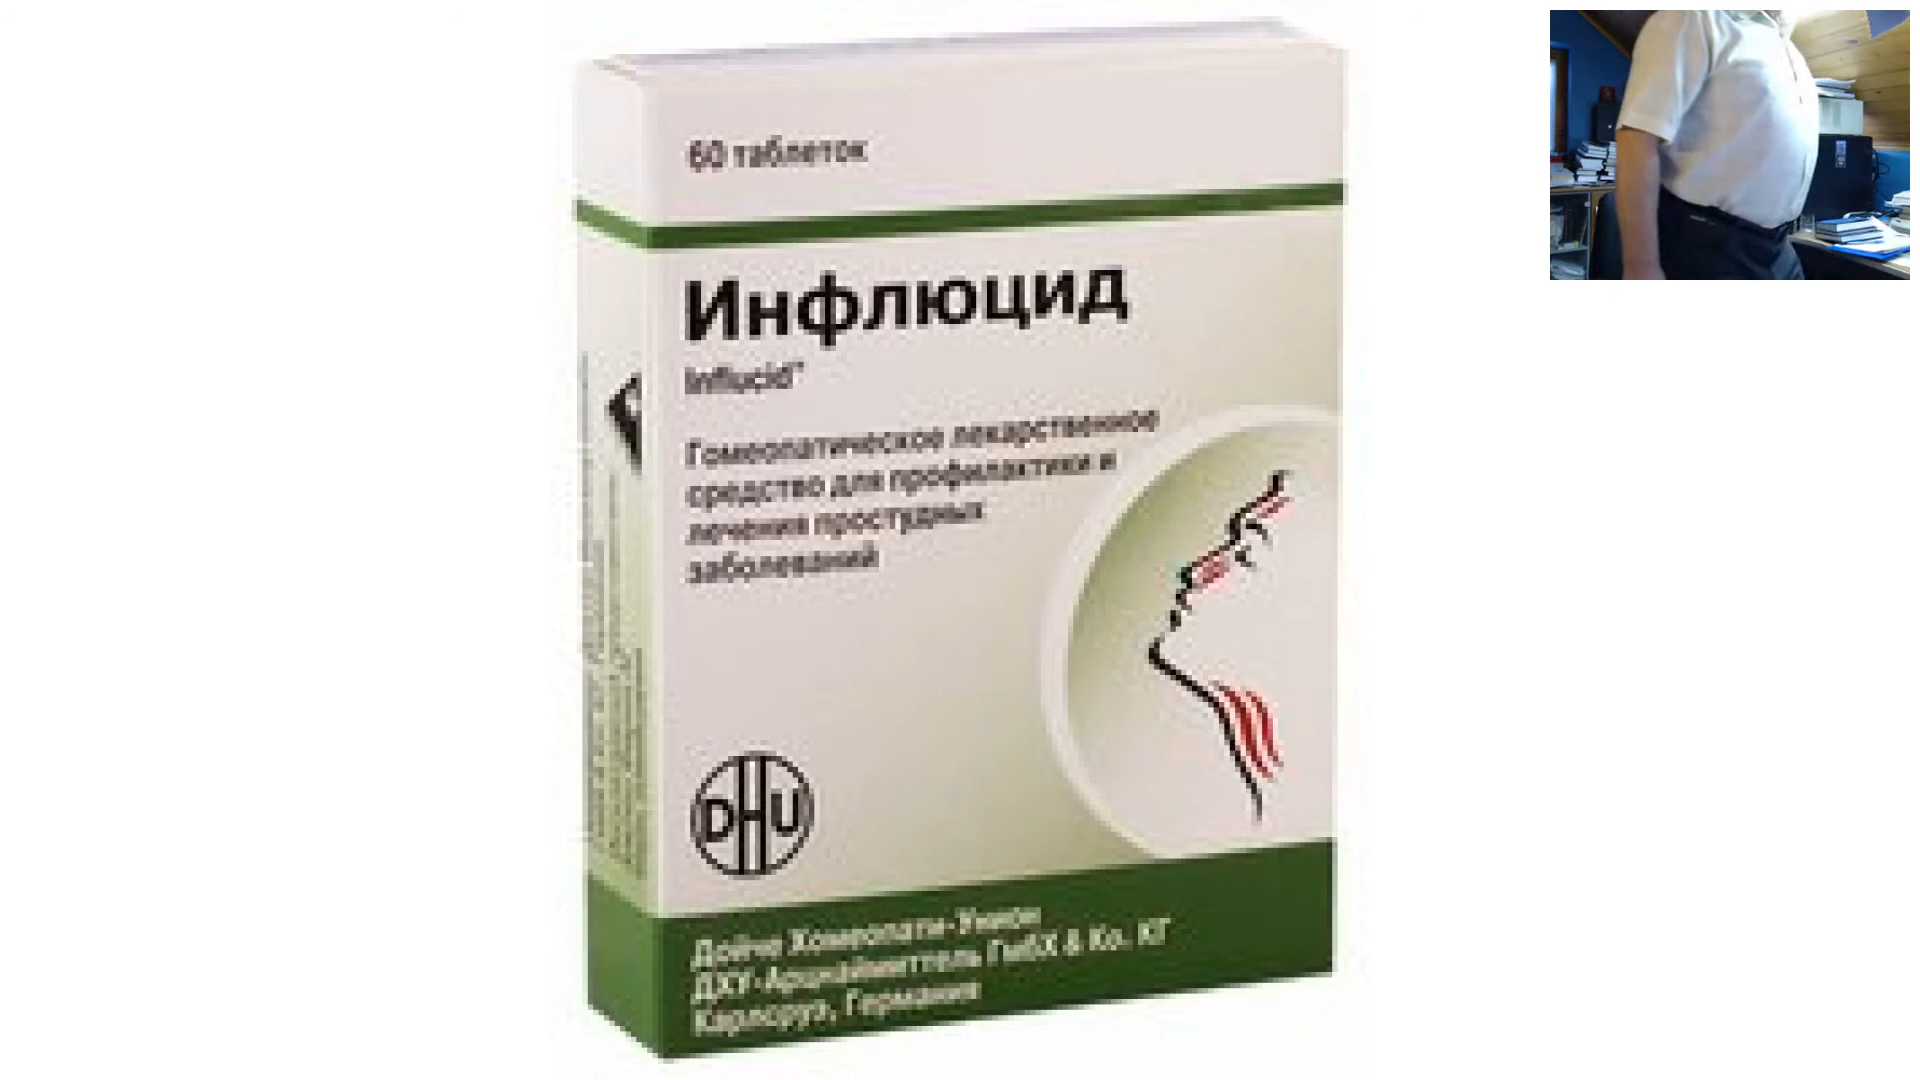 60 таблеток
Инфлюцид
Influcid™
Гомеопатическое лекарственное
средство для профилактики и
лечения простудных
заболеваний
DHU
Дойче Хомеопати-Унион
ДХУ-Арцнаймиттель ГмбХ & Ко. КГ
Карлсруэ, Германия